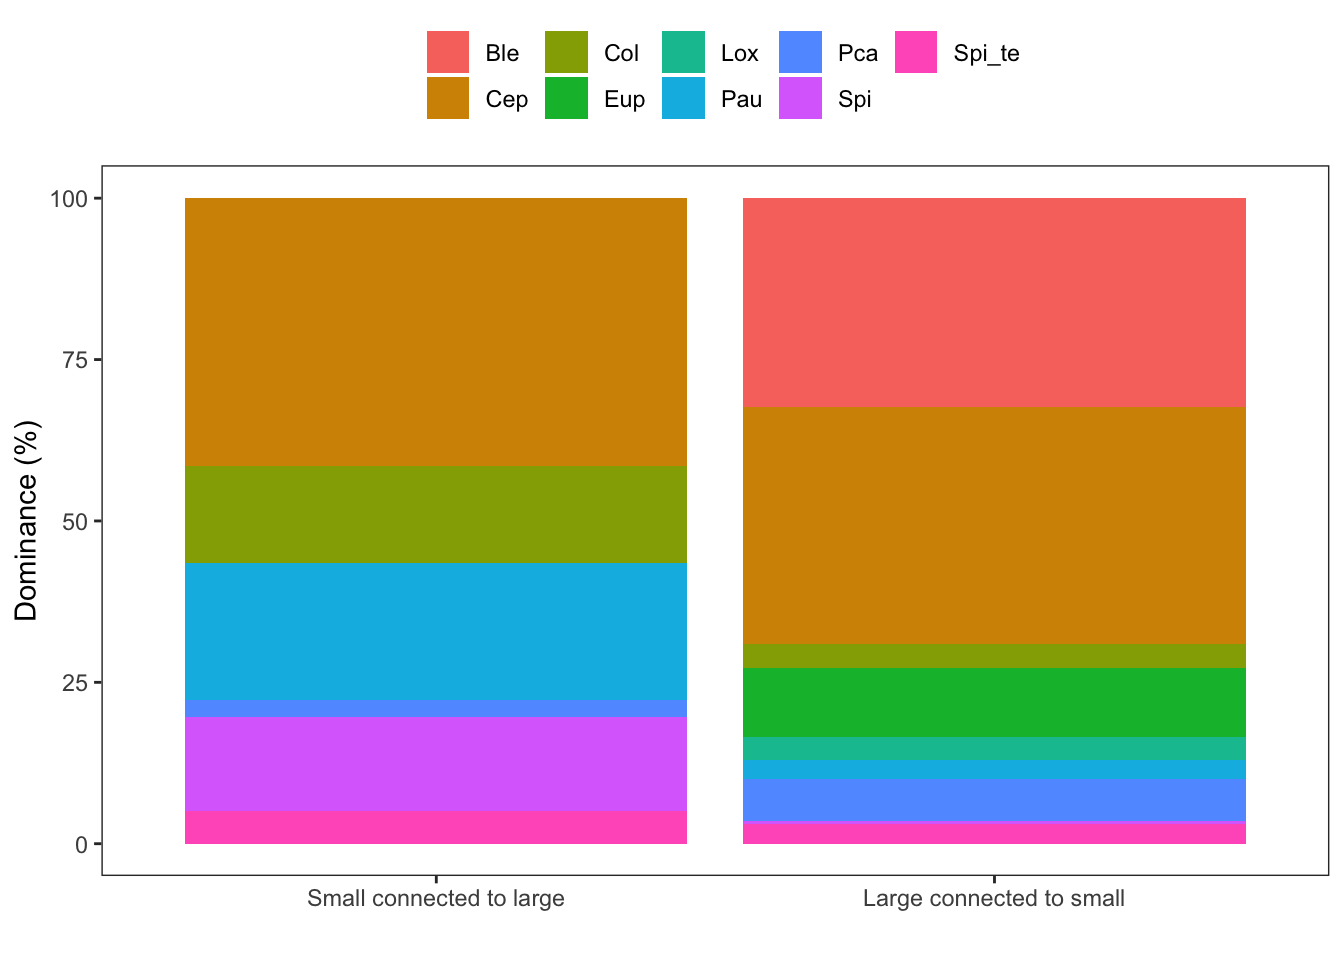 Ble Col Lox Pca Spi_te
Cep Eup Pau Spi
100
75
50
25
0
Dominance (%)
Small connected to large Large connected to small